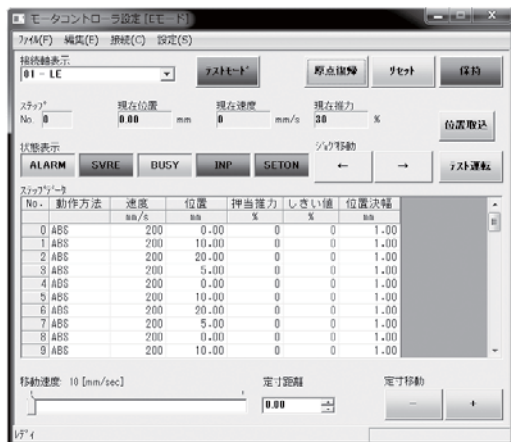 モータコントローラ設定 [Eモード]
ファイル(F) 編集(E) 接続(C) 設定(S)
接続軸表示
01 - LE
テストモード 原点復帰 リセット 保持
ステップ 現在位置 現在速度 現在推力
No. 0 0.00 mm 0 mm/s 30 % 位置取込
状態表示 ジョグ移動
ALARM SVRE BUSY INP SETON ← → テスト運転
ステップデータ
No. 動作方法 速度 位置 押当推力 しきい値 位置決幅
mm/s mm % % mm
0 ABS 200 0.00 0 0 1.00
1 ABS 200 10.00 0 0 1.00
2 ABS 200 20.00 0 0 1.00
3 ABS 200 5.00 0 0 1.00
4 ABS 200 0.00 0 0 1.00
5 ABS 200 10.00 0 0 1.00
6 ABS 200 20.00 0 0 1.00
7 ABS 200 5.00 0 0 1.00
8 ABS 200 0.00 0 0 1.00
9 ABS 200 10.00 0 0 1.00
移動速度: 10 [mm/sec] 定寸距離 定寸移動
0.00 - +
レディ